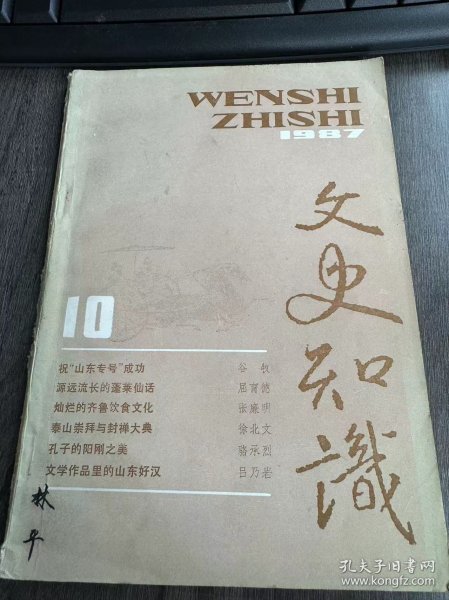 WENSHI
ZHISHI
1987
文史知識
10
祝“山东专号”成功 谷牧
源远流长的蓬莱仙话 屈育德
灿烂的齐鲁饮食文化 张廉明
泰山崇拜与封禅大典 徐北文
孔子的阳刚之美 骆承烈
文学作品里的山东好汉 吕乃岩
林平
孔夫子旧书网
www.kongfz.com